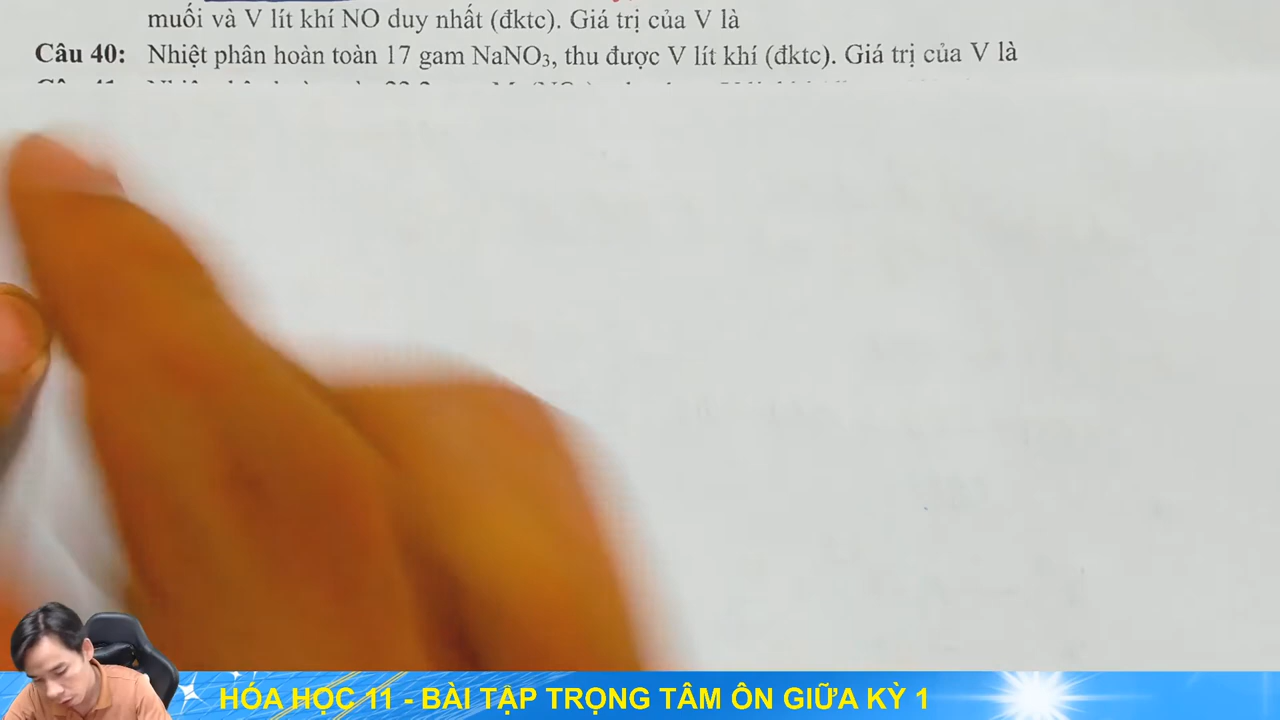 muối và V lít khí NO duy nhất (đktc). Giá trị của V là
Câu 40: Nhiệt phân hoàn toàn 17 gam NaNO₃, thu được V lít khí (đktc). Giá trị của V là
HÓA HỌC 11 - BÀI TẬP TRỌNG TÂM ÔN GIỮA KỲ 1